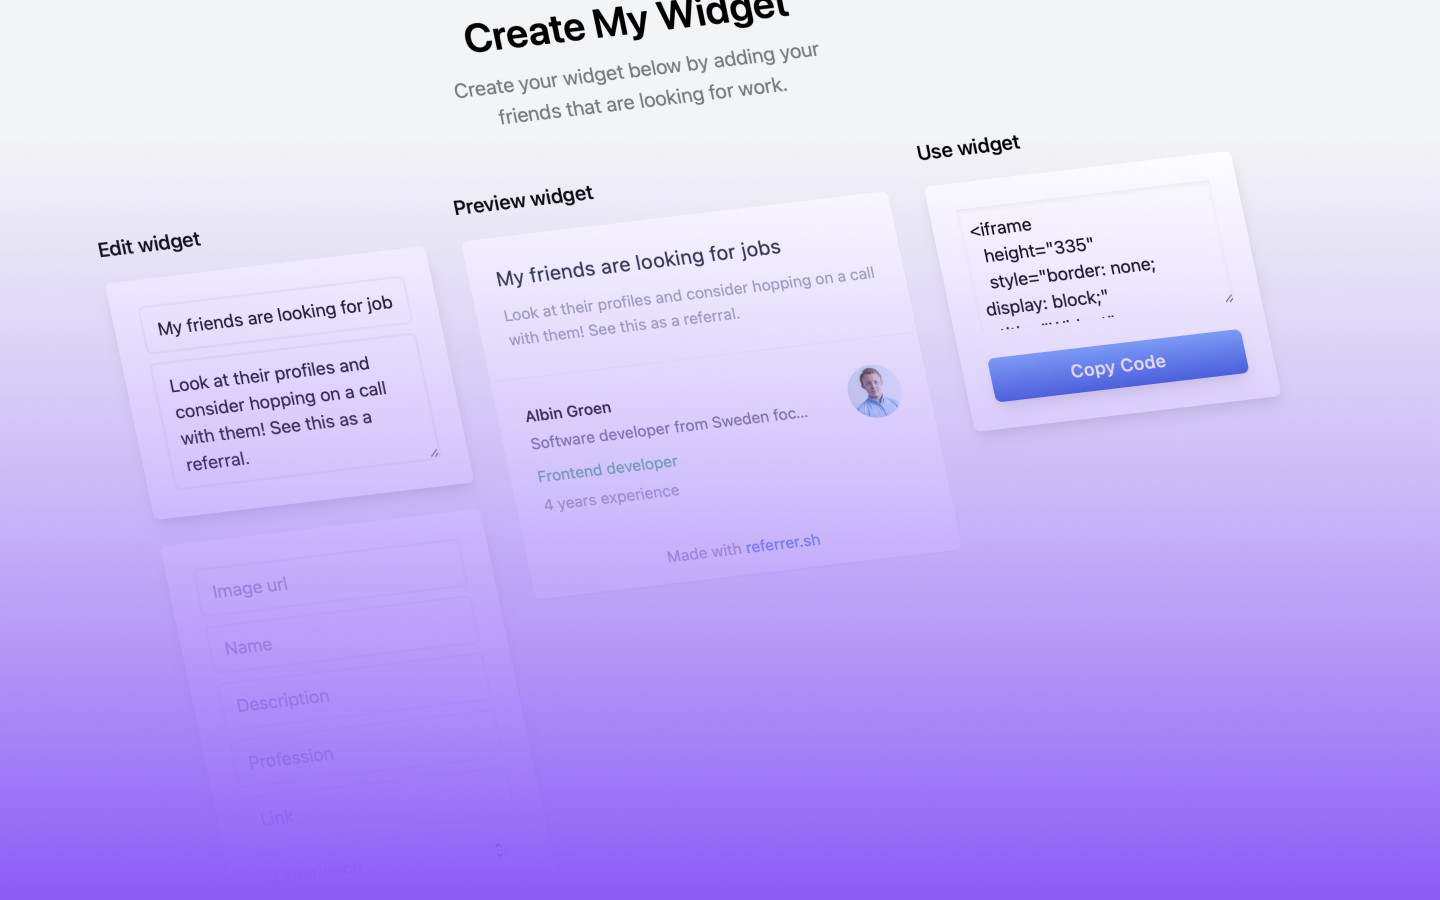 Create My Widget
Create your widget below by adding your
friends that are looking for work.
Edit widget
My friends are looking for job
Look at their profiles and
consider hopping on a call
with them! See this as a
referral.
Image url
Name
Description
Profession
Link
Experience
Preview widget
My friends are looking for jobs
Look at their profiles and consider hopping on a call
with them! See this as a referral.
Albin Groen
Software developer from Sweden foc...
Frontend developer
4 years experience
Made with referrer.sh
Use widget
<iframe
height="335"
style="border: none;
display: block;"
Copy Code